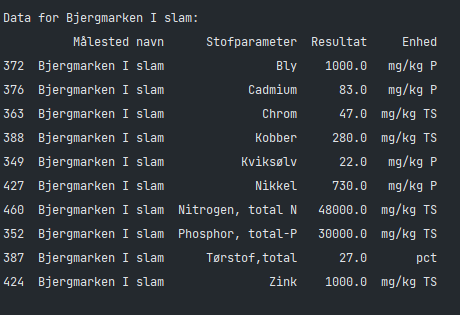 Data for Bjergmarken I slam:
Målested navn Stofparameter Resultat Enhed
372 Bjergmarken I slam Bly 1000.0 mg/kg P
376 Bjergmarken I slam Cadmium 83.0 mg/kg P
363 Bjergmarken I slam Chrom 47.0 mg/kg TS
388 Bjergmarken I slam Kobber 280.0 mg/kg TS
349 Bjergmarken I slam Kviksølv 22.0 mg/kg P
427 Bjergmarken I slam Nikkel 730.0 mg/kg P
460 Bjergmarken I slam Nitrogen, total N 48000.0 mg/kg TS
352 Bjergmarken I slam Phosphor, total-P 30000.0 mg/kg TS
387 Bjergmarken I slam Tørstof,total 27.0 pct
424 Bjergmarken I slam Zink 1000.0 mg/kg TS